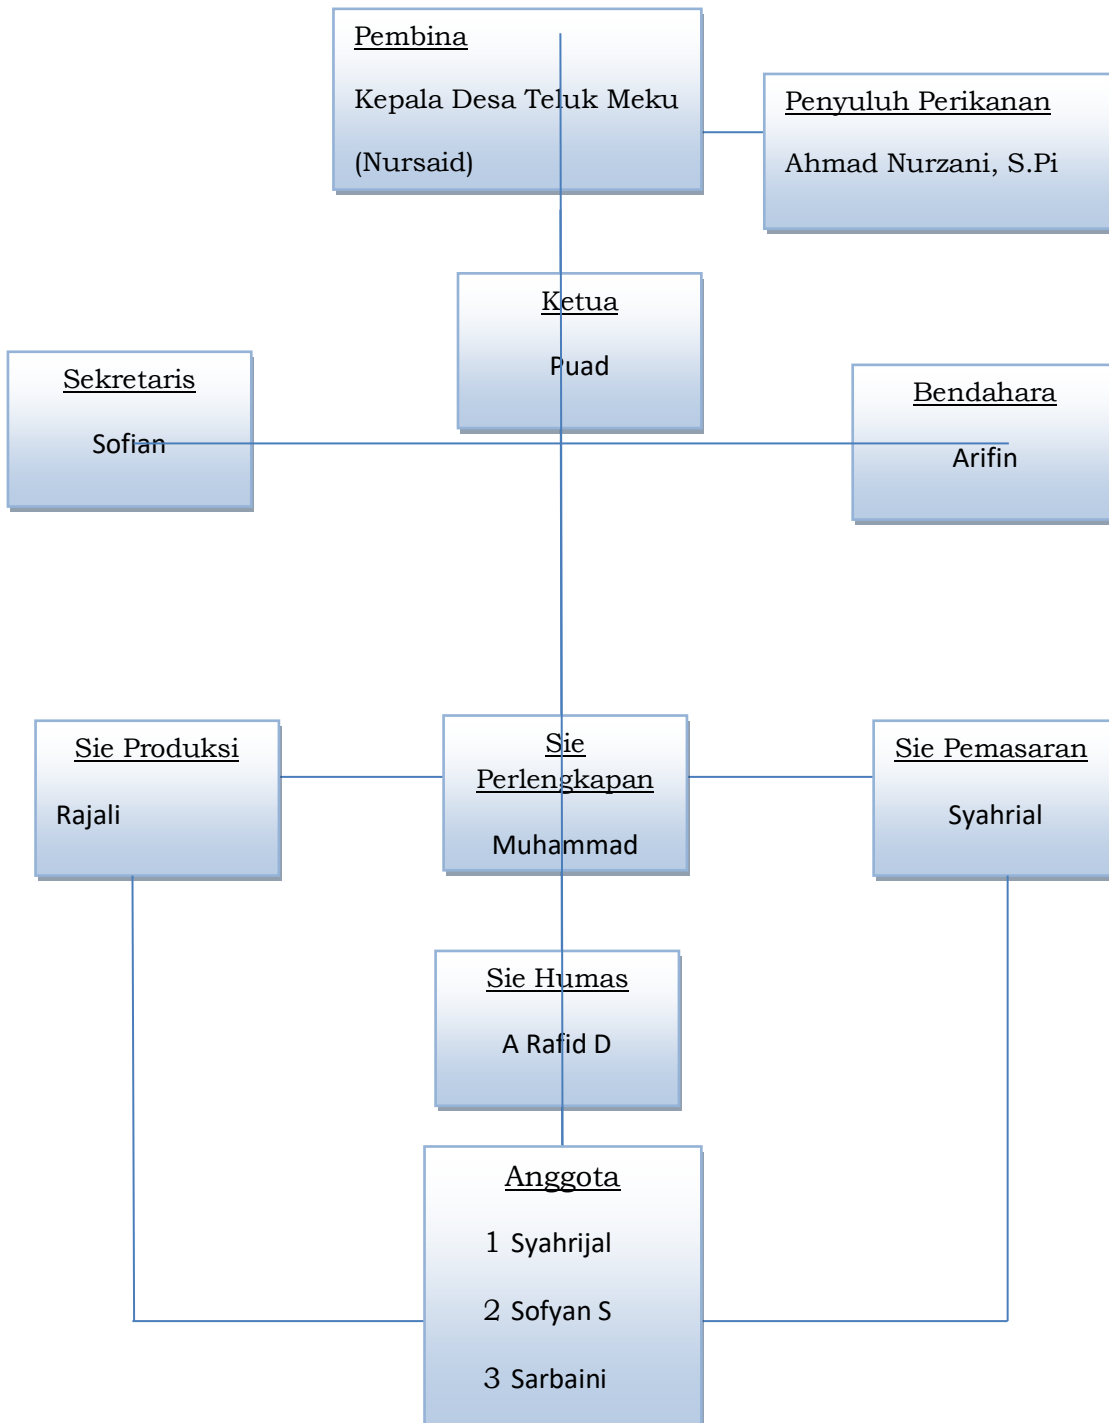 Pembina
Kepala Desa Teluk Meku
(Nursaid)
Penyuluh Perikanan
Ahmad Nurzani, S.Pi
Ketua
Puad
Sekretaris
Sofian
Bendahara
Arifin
Sie Produksi
Rajali
Sie
Perlengkapan
Muhammad
Sie Pemasaran
Syahrial
Sie Humas
A Rafid D
Anggota
1 Syahrijal
2 Sofyan S
3 Sarbaini